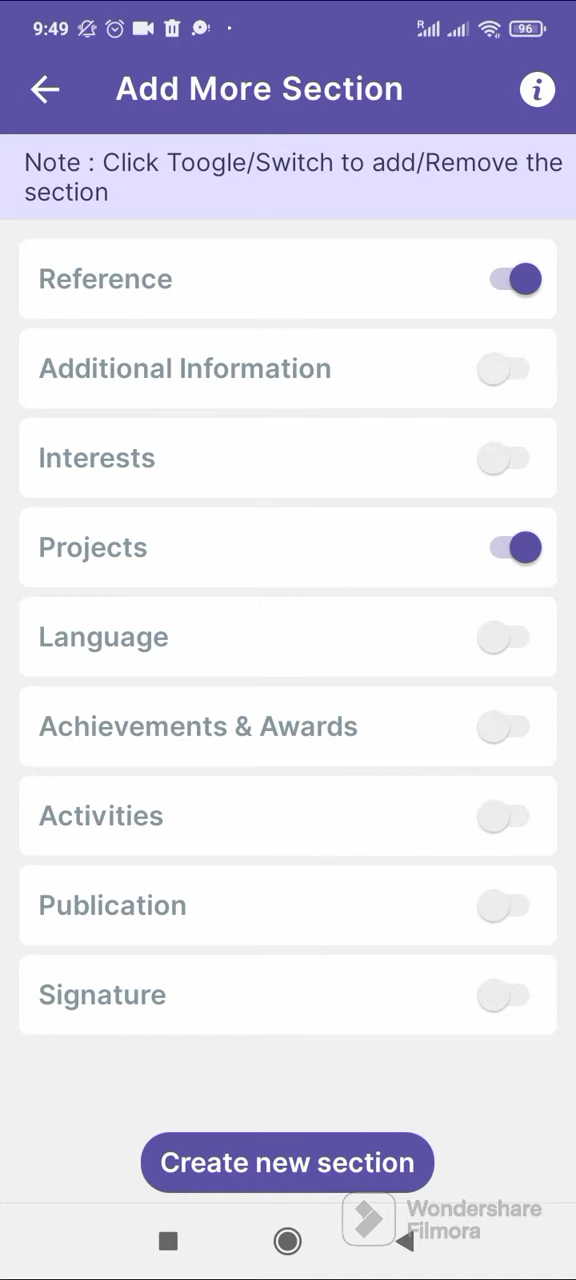 9:49
R
96
Add More Section
Note : Click Toogle/Switch to add/Remove the
section
Reference
Additional Information
Interests
Projects
Language
Achievements & Awards
Activities
Publication
Signature
Create new section
Wondershare
Filmora